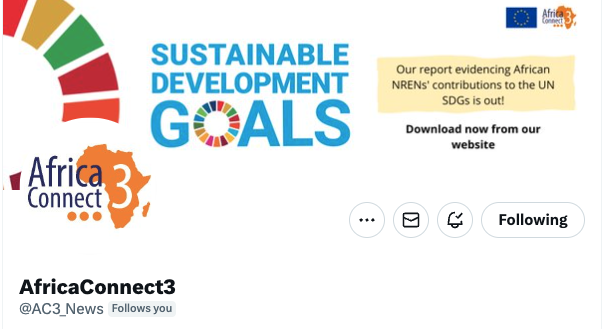 Africa
Connect 3
SUSTAINABLE
DEVELOPMENT
GOALS
Our report evidencing African
NRENs' contributions to the UN
SDGs is out!
Download now from our
website
Africa
Connect 3
Following
AfricaConnect3
@AC3_News Follows you